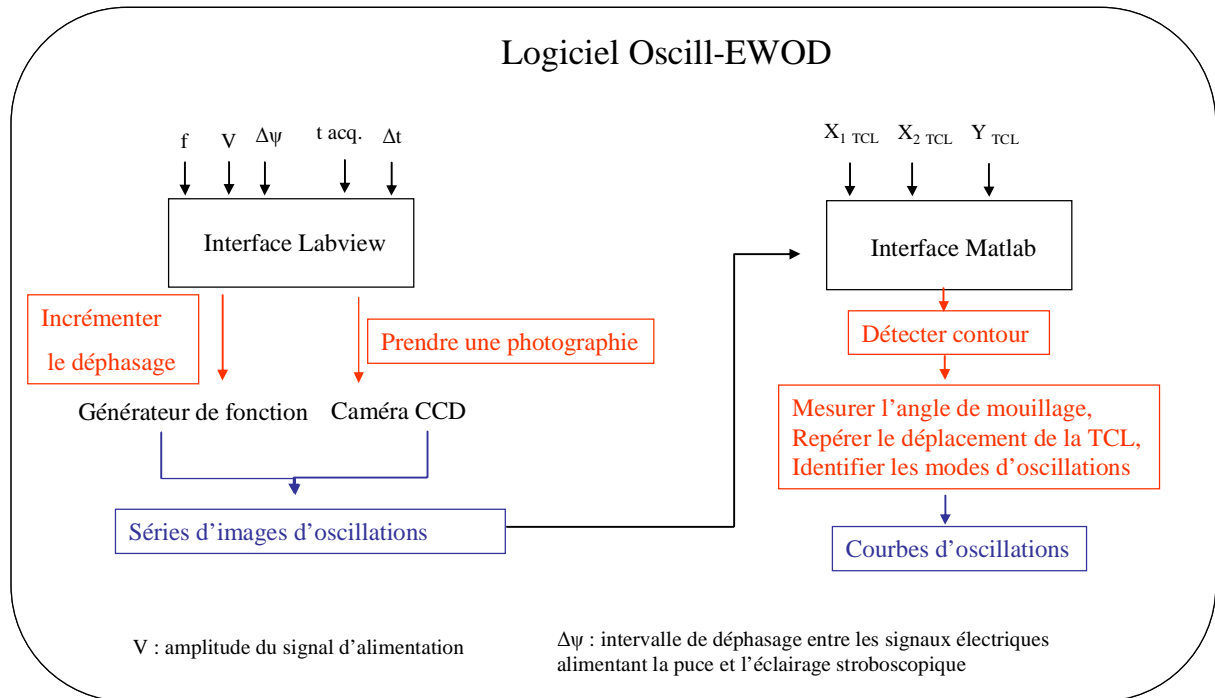 Logiciel Oscill-EWOD
f V Δψ t acq. Δt
Interface Labview
Incrémenter
le déphasage
Prendre une photographie
Générateur de fonction
Caméra CCD
Séries d'images d'oscillations
X1 TCL X2 TCL Y TCL
Interface Matlab
Détecter contour
Mesurer l'angle de mouillage,
Repérer le déplacement de la TCL,
Identifier les modes d'oscillations
Courbes d'oscillations
V : amplitude du signal d'alimentation
Δψ : intervalle de déphasage entre les signaux électriques
alimentant la puce et l'éclairage stroboscopique